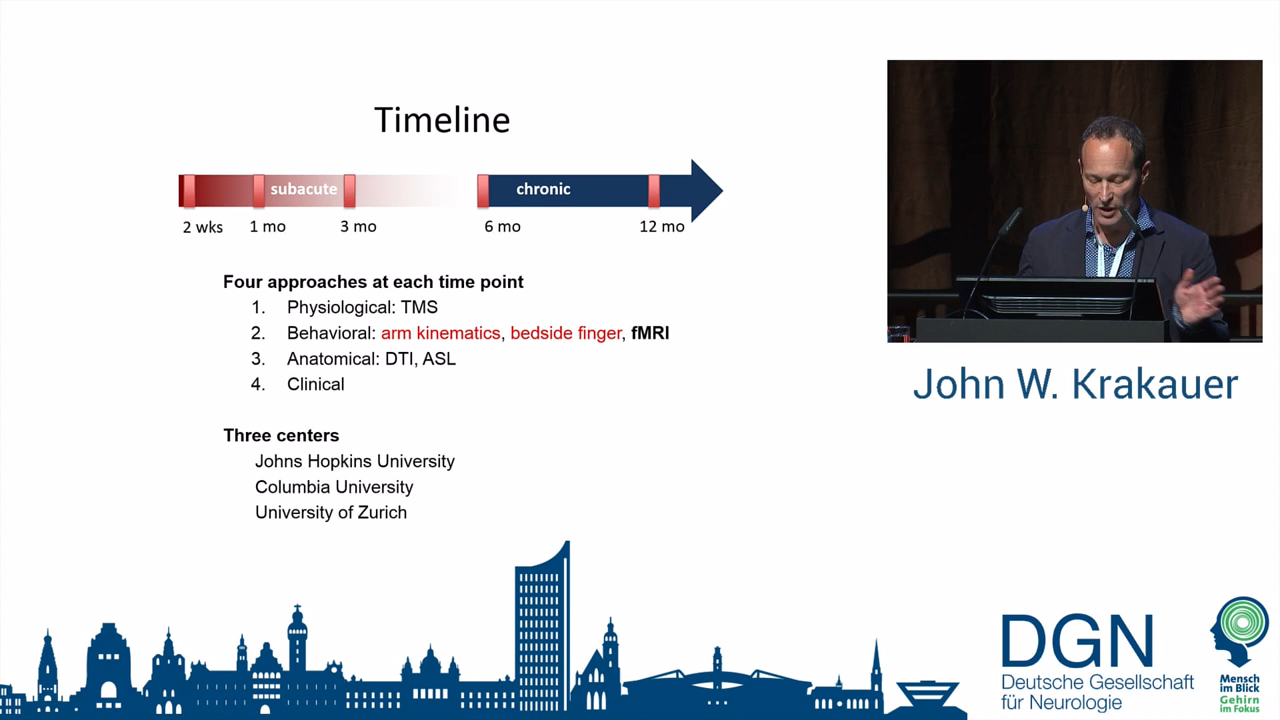 Timeline
subacute
chronic
2 wks 1 mo 3 mo 6 mo 12 mo
Four approaches at each time point
1. Physiological: TMS
2. Behavioral: arm kinematics, bedside finger, fMRI
3. Anatomical: DTI, ASL
4. Clinical
Three centers
Johns Hopkins University
Columbia University
University of Zurich
John W. Krakauer
DGN
Deutsche Gesellschaft
für Neurologie
Mensch
im Blick
Gehirn
im Fokus